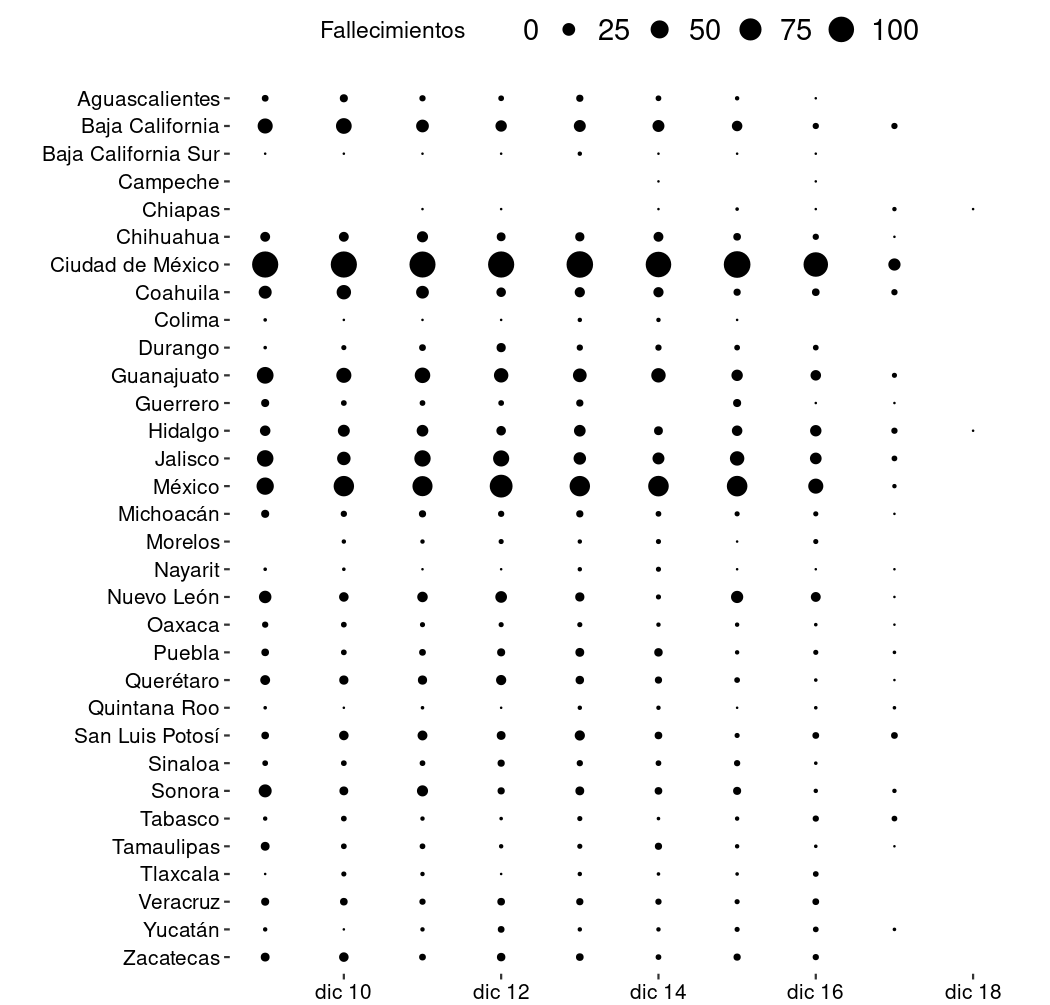 Fallecimientos 0 25 50 75 100
Aguascalientes
Baja California
Baja California Sur
Campeche
Chiapas
Chihuahua
Ciudad de México
Coahuila
Colima
Durango
Guanajuato
Guerrero
Hidalgo
Jalisco
México
Michoacán
Morelos
Nayarit
Nuevo León
Oaxaca
Puebla
Querétaro
Quintana Roo
San Luis Potosí
Sinaloa
Sonora
Tabasco
Tamaulipas
Tlaxcala
Veracruz
Yucatán
Zacatecas
dic 10 dic 12 dic 14 dic 16 dic 18